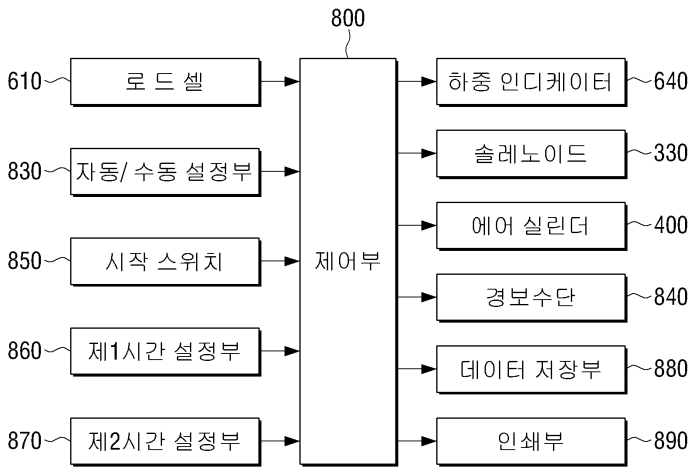 800
610 로드셀
하중 인디케이터 640
830 자동/ 수동 설정부
솔레노이드 330
850 시작 스위치
제어부
에어 실린더 400
860 제1시간 설정부
경보수단 840
데이터 저장부 880
870 제2시간 설정부
인쇄부 890